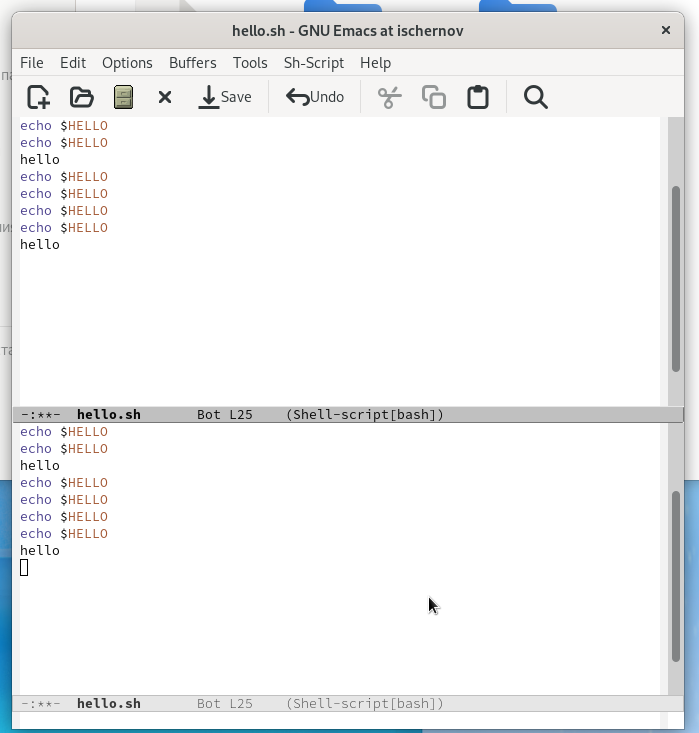 hello.sh - GNU Emacs at ischernov
File Edit Options Buffers Tools Sh-Script Help
Save Undo
echo $HELLO
echo $HELLO
hello
echo $HELLO
echo $HELLO
echo $HELLO
echo $HELLO
hello
-:**- hello.sh Bot L25 (Shell-script[bash])
echo $HELLO
echo $HELLO
hello
echo $HELLO
echo $HELLO
echo $HELLO
echo $HELLO
hello
-:**- hello.sh Bot L25 (Shell-script[bash])